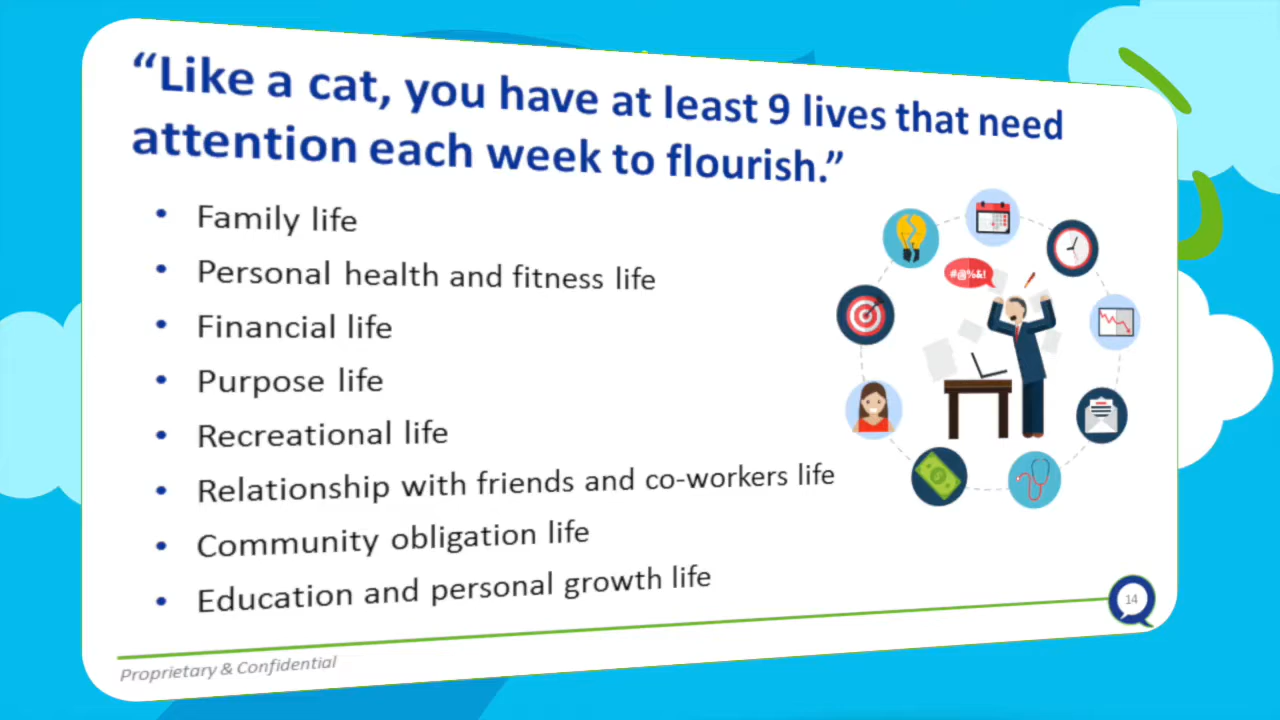 “Like a cat, you have at least 9 lives that need
attention each week to flourish.”
• Family life
• Personal health and fitness life
• Financial life
• Purpose life
• Recreational life
• Relationship with friends and co-workers life
• Community obligation life
• Education and personal growth life
#@%&!
14
Proprietary & Confidential